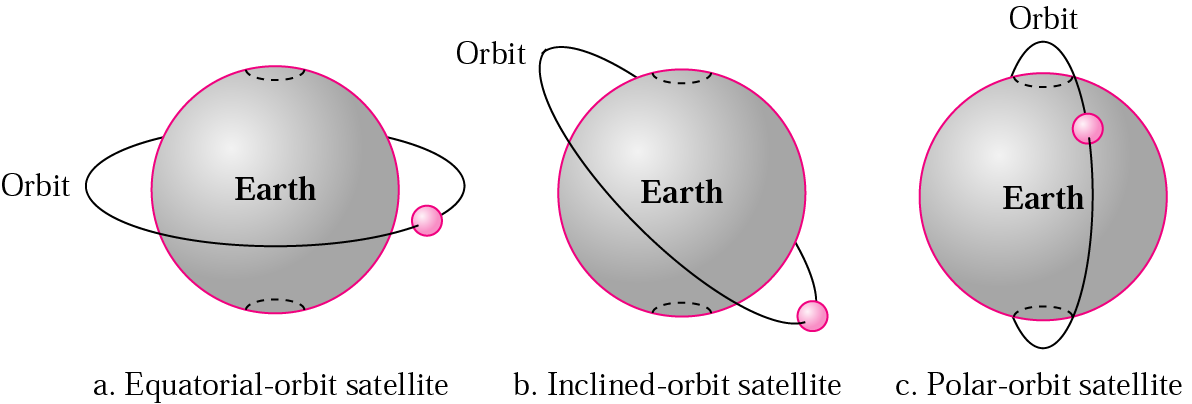 Orbit
Earth
a. Equatorial-orbit satellite
Orbit
Earth
b. Inclined-orbit satellite
Orbit
Earth
c. Polar-orbit satellite